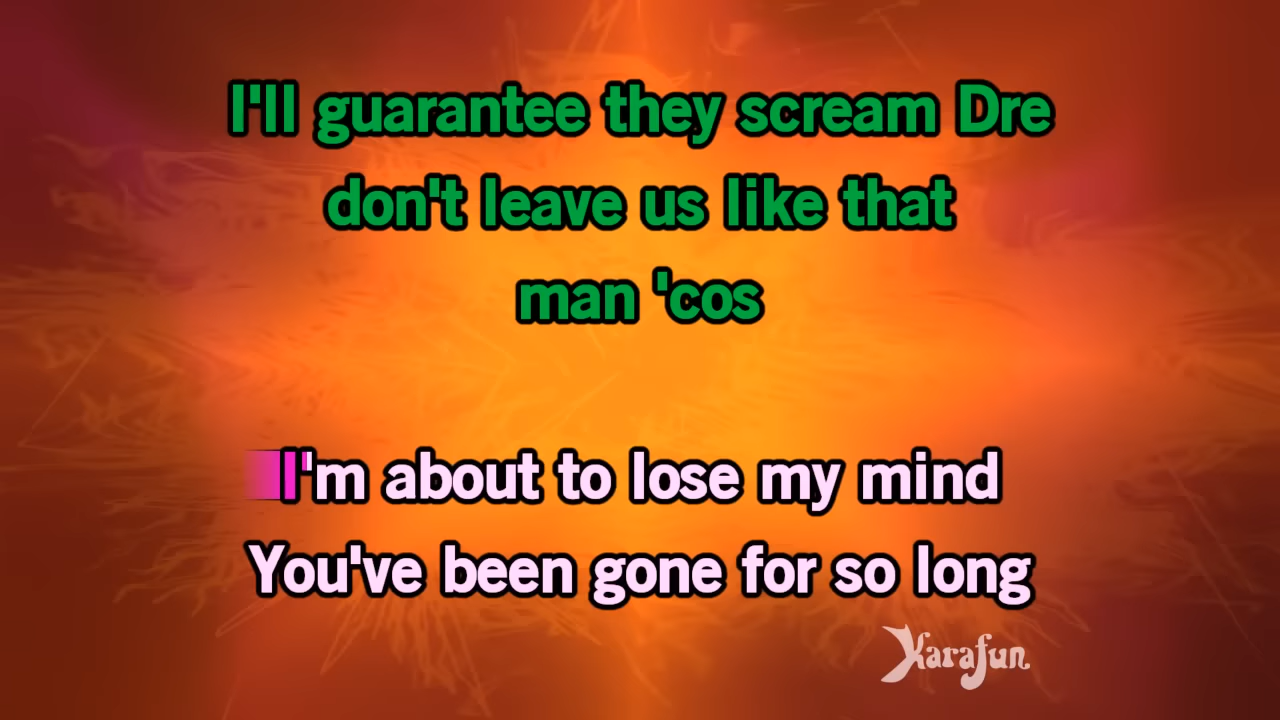 I'll guarantee they scream Dre
don't leave us like that
man 'cos
I'm about to lose my mind
You've been gone for so long
Karafun